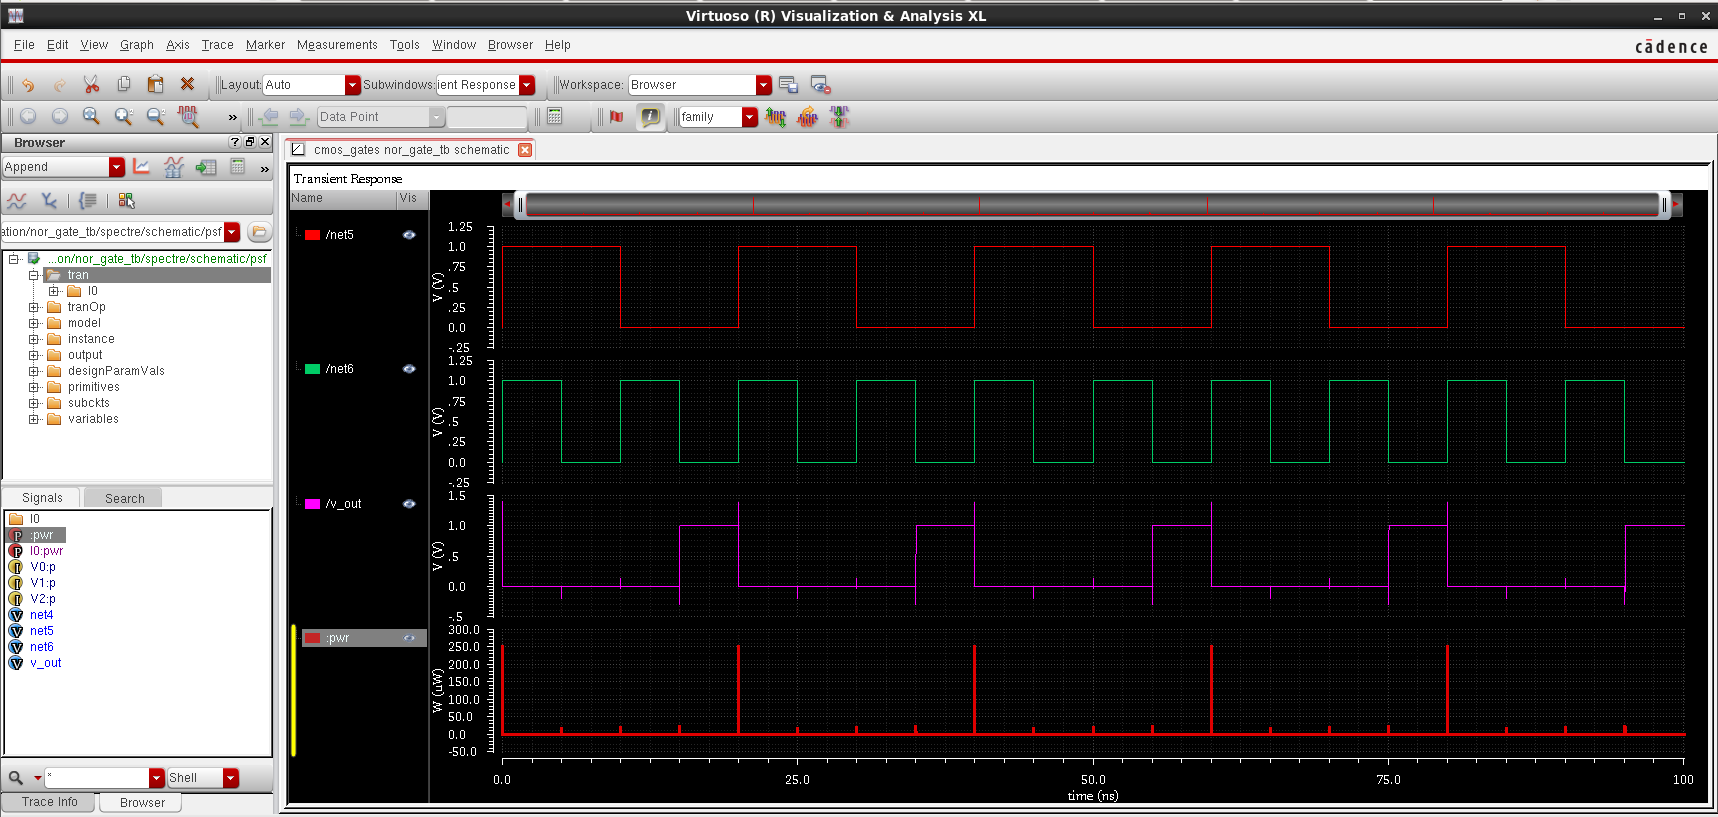 Virtuoso (R) Visualization & Analysis XL
File Edit View Graph Axis Trace Marker Measurements Tools Window Browser Help
cādence
Layout: Auto Subwindows: ient Response Workspace: Browser
» Data Point family
Browser
cmos_gates nor_gate_tb schematic
Append »
Transient Response
Name Vis
ation/nor_gate_tb/spectre/schematic/psf
...on/nor_gate_tb/spectre/schematic/psf
tran
I0
tranOp
model
instance
output
designParamVals
primitives
subckts
variables
Signals Search
I0
:pwr
I0:pwr
V0:p
V1:p
V2:p
net4
net5
net6
v_out
* Shell
Trace Info Browser
/net5
V (V)
1.25
1.0
.75
.5
.25
0.0
-.25
/net6
V (V)
1.25
1.0
.75
.5
.25
0.0
-.25
/v_out
V (V)
1.5
1.0
.5
0.0
-.5
:pwr
W (uW)
300.0
250.0
200.0
150.0
100.0
50.0
0.0
-50.0
0.0 25.0 50.0 75.0 100
time (ns)